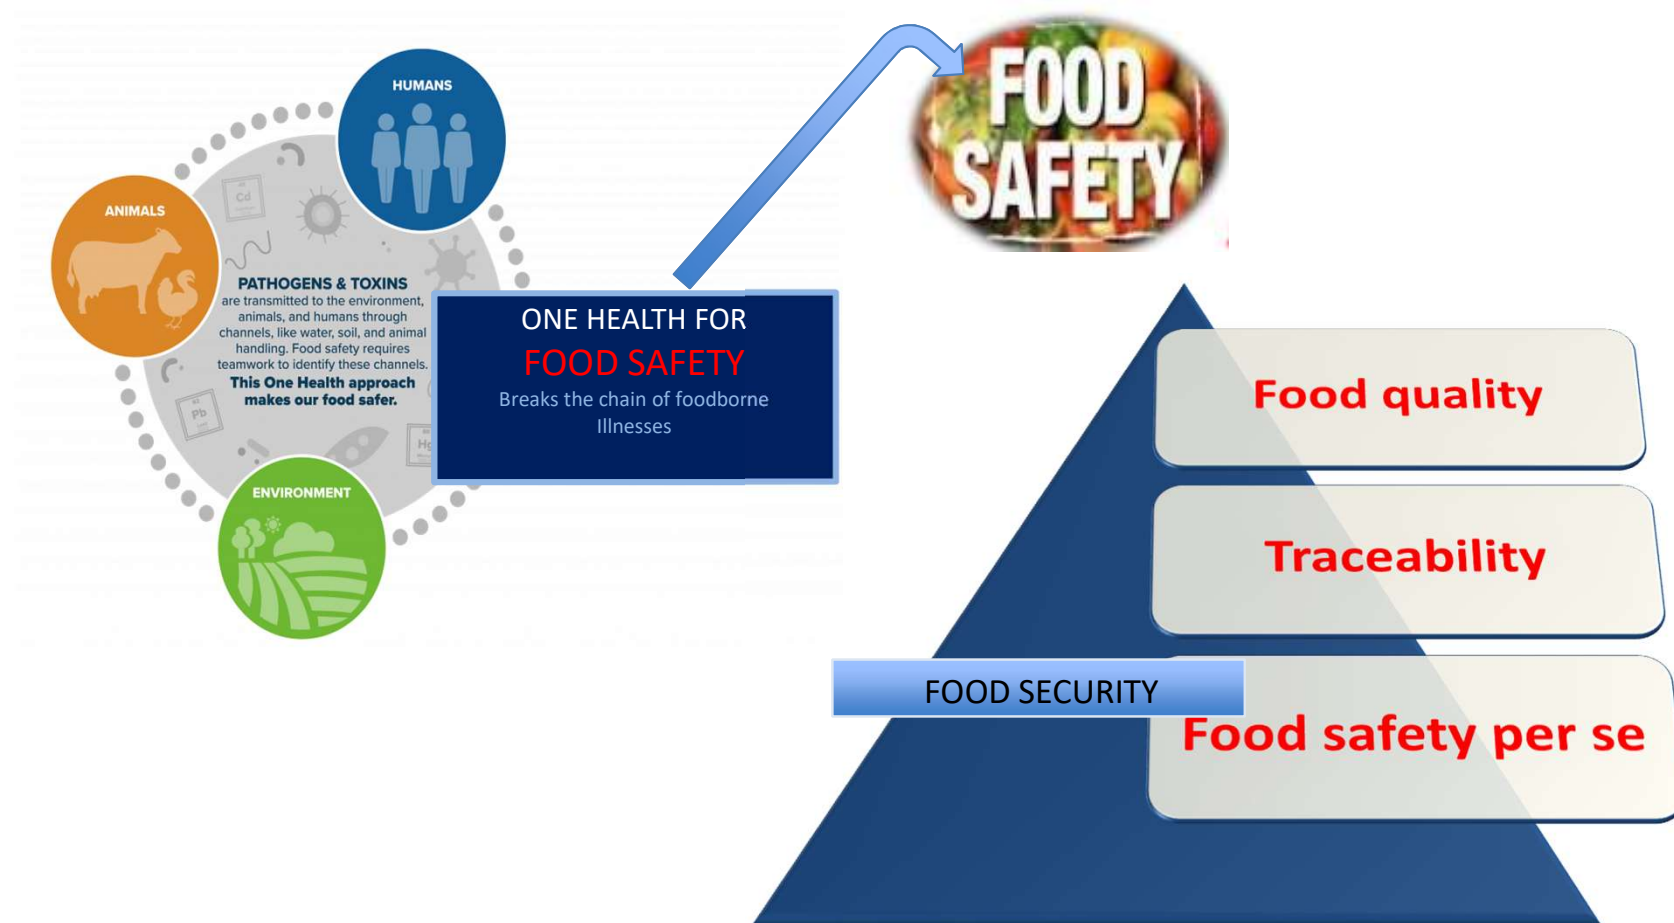 HUMANS
ANIMALS
Cd
PATHOGENS & TOXINS
are transmitted to the environment,
animals, and humans through
channels, like water, soil, and animal
handling. Food safety requires
teamwork to identify these channels.
This One Health approach
makes our food safer.
Pb
Hg
ENVIRONMENT
ONE HEALTH FOR
FOOD SAFETY
Breaks the chain of foodborne
Illnesses
FOOD
SAFETY
Food quality
Traceability
FOOD SECURITY
Food safety per se